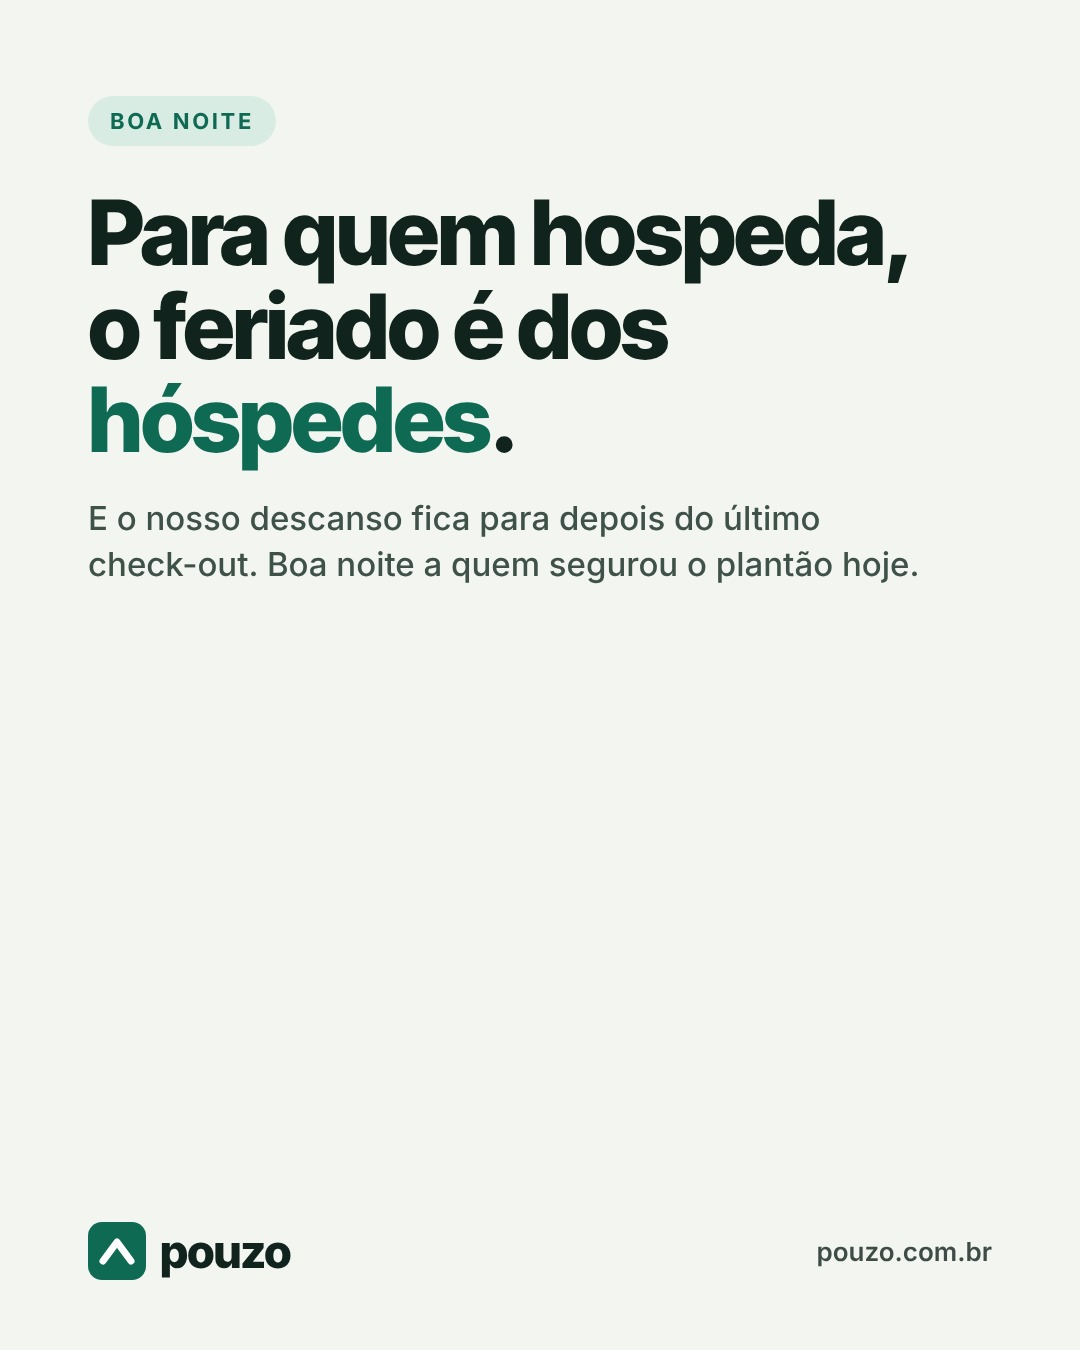 BOA NOITE
Para quem hospeda,
o feriado é dos
hóspedes.
E o nosso descanso fica para depois do último
check-out. Boa noite a quem segurou o plantão hoje.
pouzo
pouzo.com.br